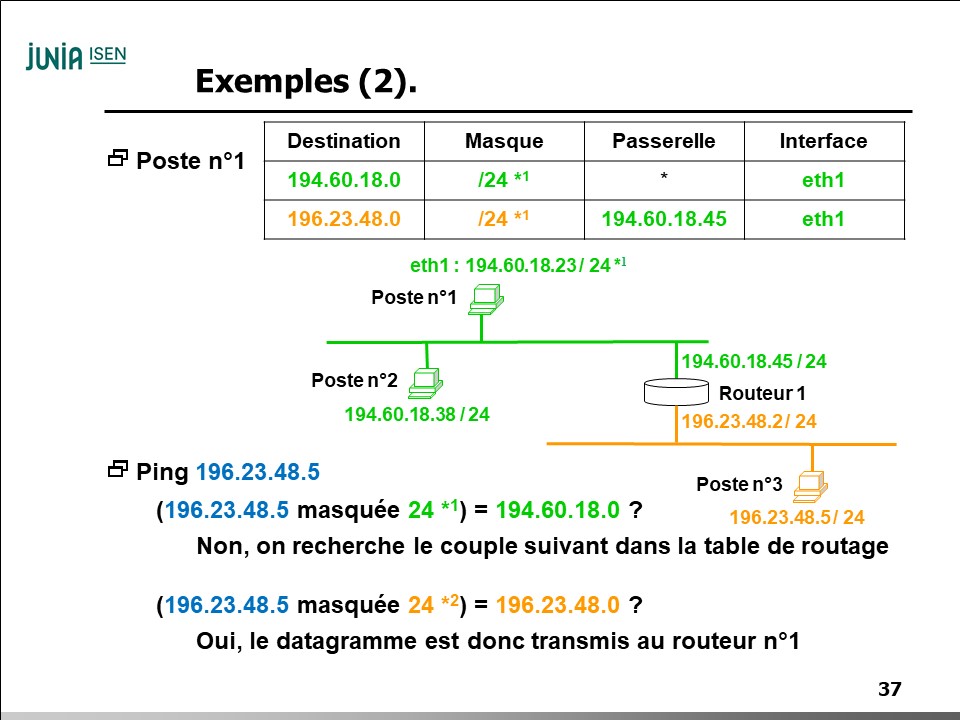 JUNIA ISEN
Exemples (2).
Poste n°1
Destination Masque Passerelle Interface
194.60.18.0 /24 *1 * eth1
196.23.48.0 /24 *1 194.60.18.45 eth1
eth1 : 194.60.18.23 / 24 *1
Poste n°1
194.60.18.45 / 24
Poste n°2
Routeur 1
194.60.18.38 / 24
196.23.48.2 / 24
Ping 196.23.48.5
Poste n°3
(196.23.48.5 masquée 24 *1) = 194.60.18.0 ?
196.23.48.5 / 24
Non, on recherche le couple suivant dans la table de routage
(196.23.48.5 masquée 24 *2) = 196.23.48.0 ?
Oui, le datagramme est donc transmis au routeur n°1
37